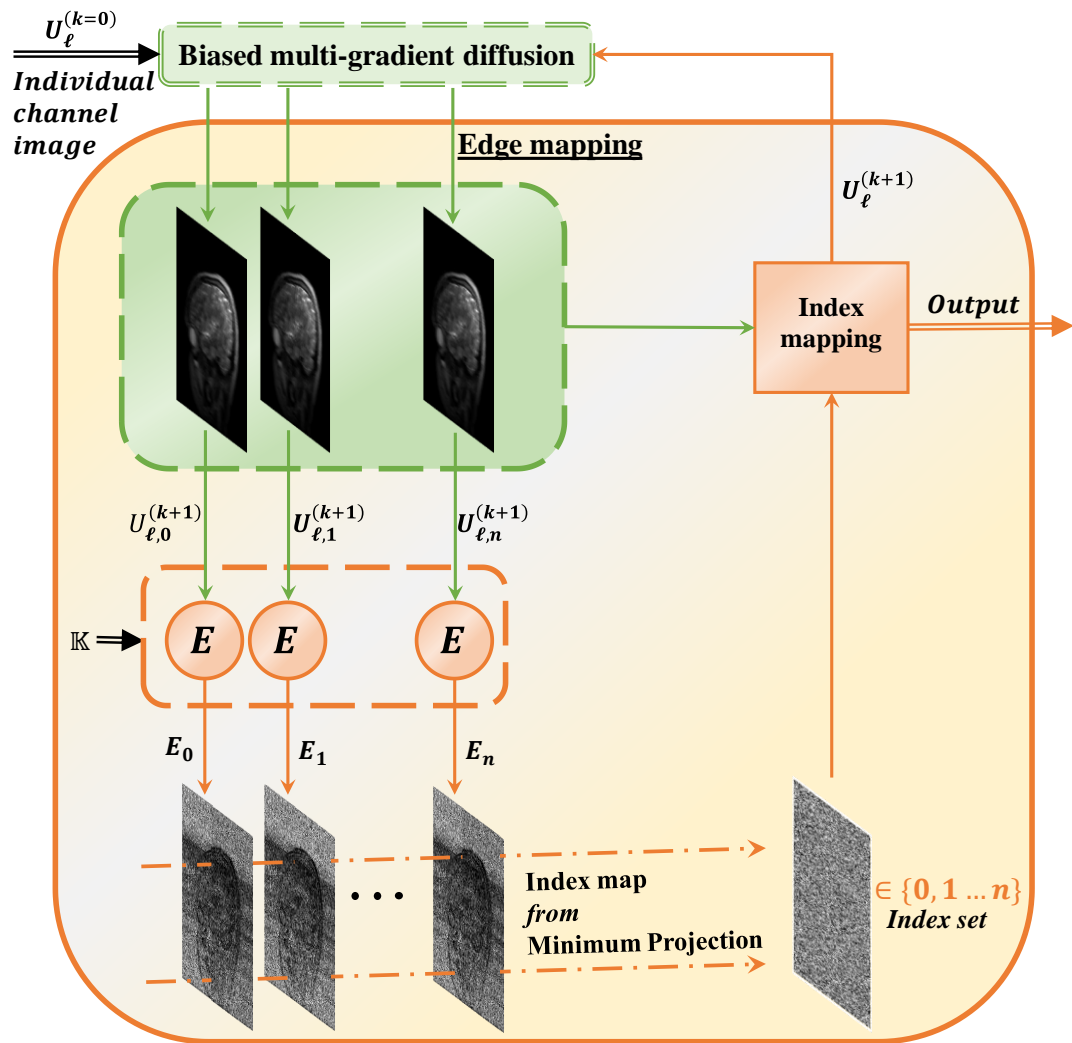 U_ℓ^(k=0)
Biased multi-gradient diffusion
Individual
channel
image
Edge mapping
U_ℓ^(k+1)
Index
mapping
Output
U_ℓ,0^(k+1)
U_ℓ,1^(k+1)
U_ℓ,n^(k+1)
𝕂
E
E
E
E_0
E_1
E_n
. . .
Index map
from
Minimum Projection
∈ {0, 1 … n}
Index set